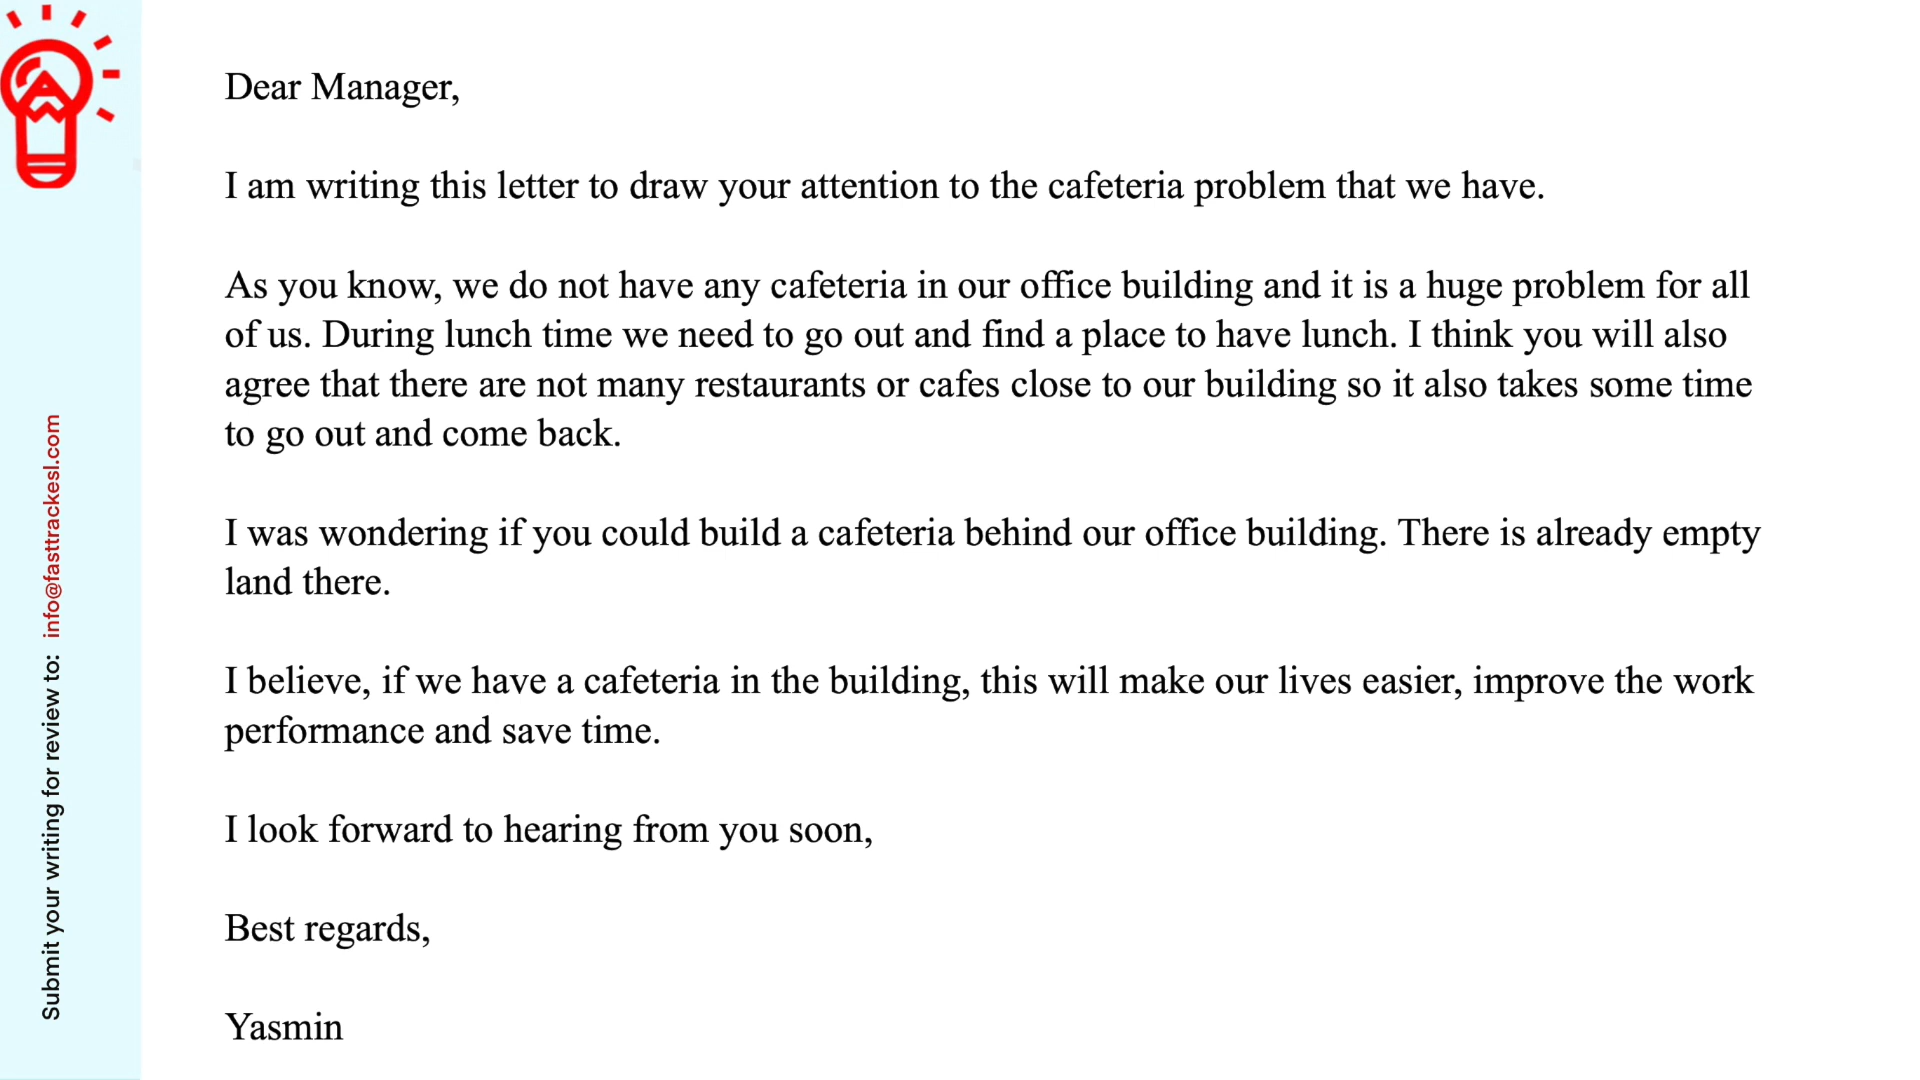 Dear Manager,
I am writing this letter to draw your attention to the cafeteria problem that we have.
As you know, we do not have any cafeteria in our office building and it is a huge problem for all
of us. During lunch time we need to go out and find a place to have lunch. I think you will also
agree that there are not many restaurants or cafes close to our building so it also takes some time
to go out and come back.
I was wondering if you could build a cafeteria behind our office building. There is already empty
land there.
I believe, if we have a cafeteria in the building, this will make our lives easier, improve the work
performance and save time.
I look forward to hearing from you soon,
Best regards,
Yasmin
Submit your writing for review to: info@fasttrackesl.com